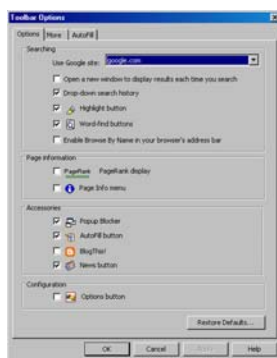 Toolbar Options
Options
More
AutoFill
Searching
Use Google site:
google.com
Open a new window to display results each time you search
Drop-down search history
Highlight button
Word-find buttons
Enable Browse By Name in your browser's address bar
Page Information
PageRank
PageRank display
Page Info menu
Accessories
Popup Blocker
AutoFill button
BlogThis!
News button
Configuration
Options button
Restore Defaults...
OK
Cancel
Apply
Help